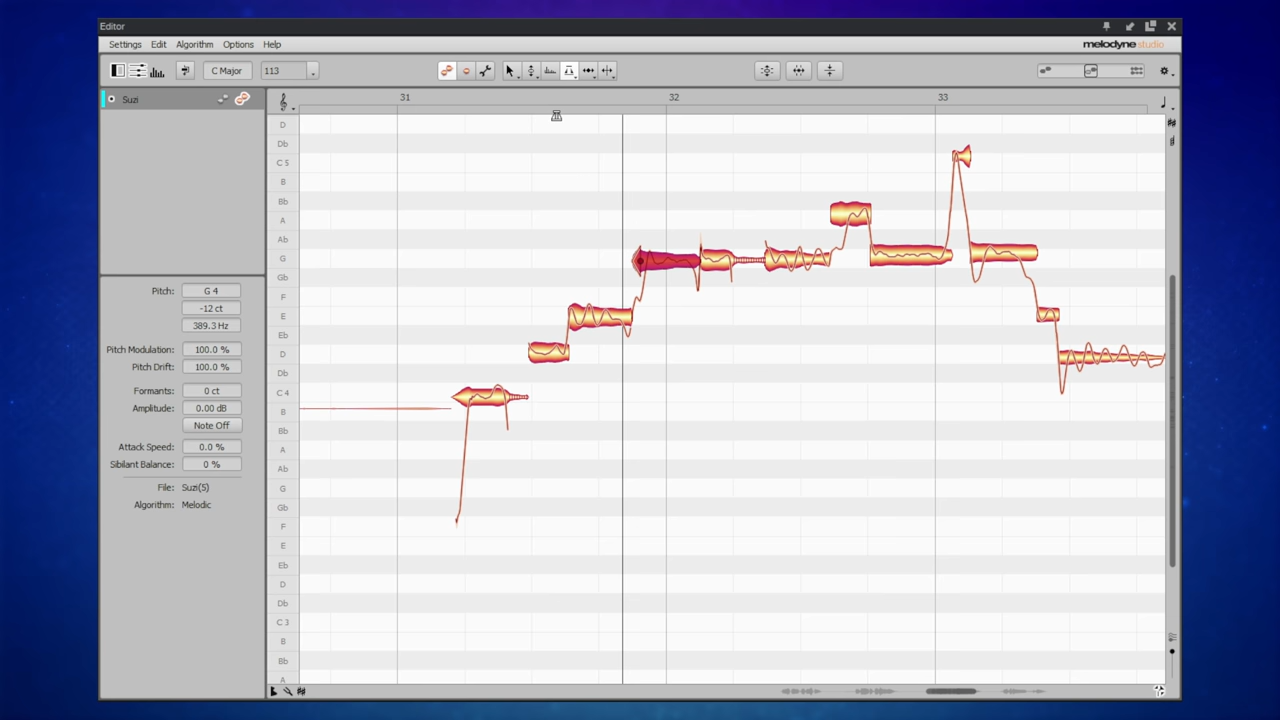 Editor
Settings Edit Algorithm Options Help
melodyne studio
C Major 113
Suzi
31 32 33
D
Db
C 5
B
Bb
A
Ab
G
Gb
F
E
Eb
D
Db
C 4
B
Bb
A
Ab
G
Gb
F
E
Eb
D
Db
C 3
B
Bb
A
Pitch: G 4
-12 ct
389.3 Hz
Pitch Modulation: 100.0 %
Pitch Drift: 100.0 %
Formants: 0 ct
Amplitude: 0.00 dB
Note Off
Attack Speed: 0.0 %
Sibilant Balance: 0 %
File: Suzi(5)
Algorithm: Melodic